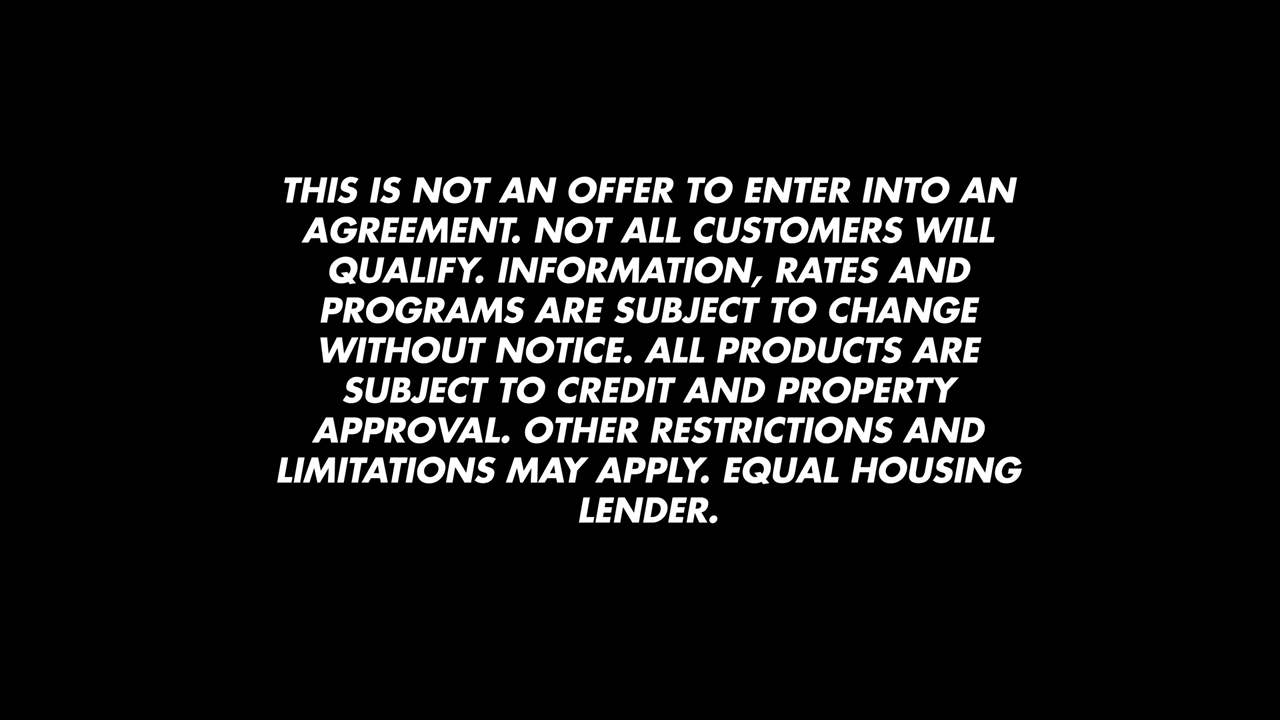 THIS IS NOT AN OFFER TO ENTER INTO AN
AGREEMENT. NOT ALL CUSTOMERS WILL
QUALIFY. INFORMATION, RATES AND
PROGRAMS ARE SUBJECT TO CHANGE
WITHOUT NOTICE. ALL PRODUCTS ARE
SUBJECT TO CREDIT AND PROPERTY
APPROVAL. OTHER RESTRICTIONS AND
LIMITATIONS MAY APPLY. EQUAL HOUSING
LENDER.